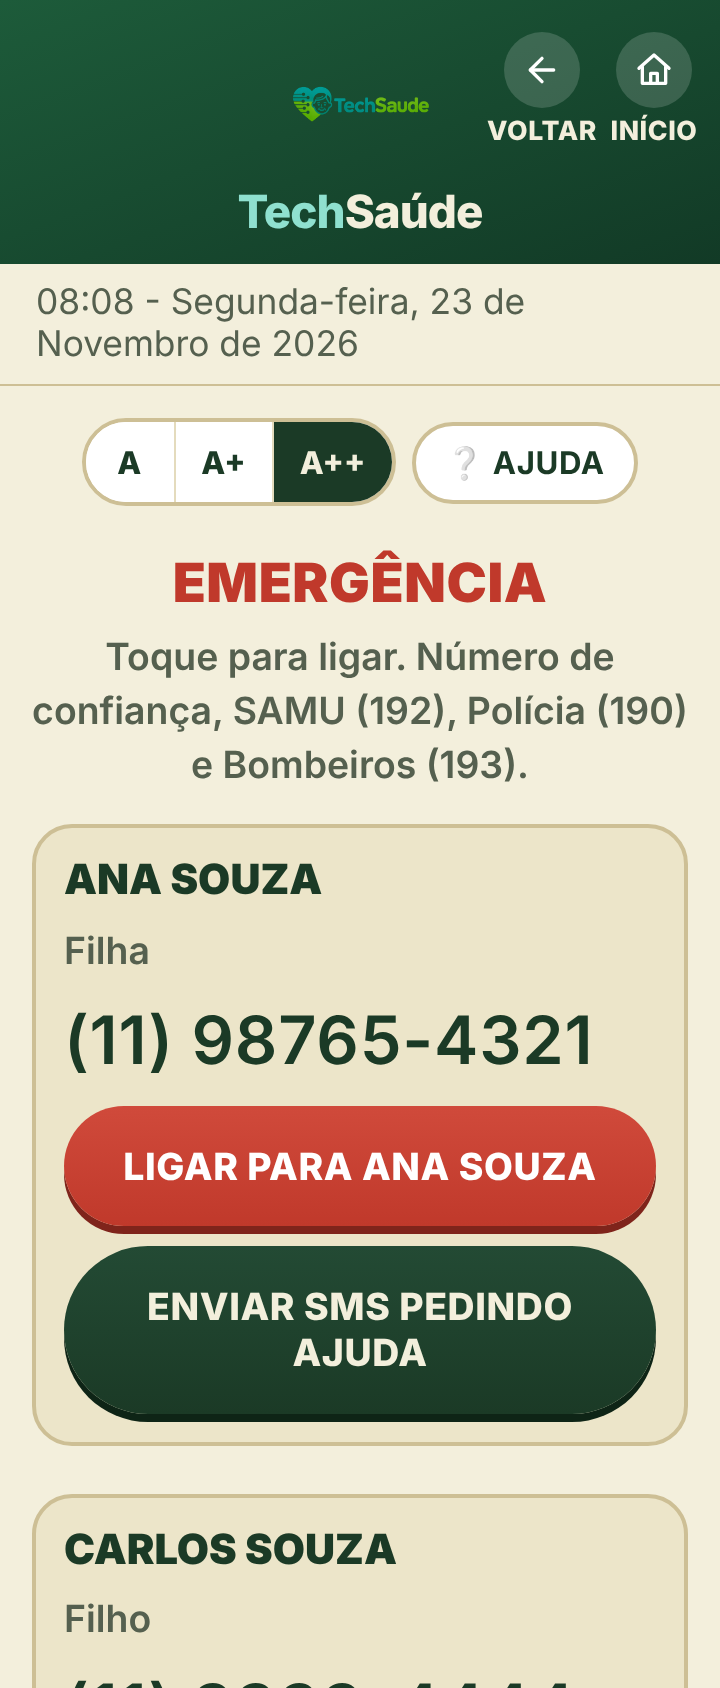 TechSaude
VOLTAR INÍCIO
TechSaúde
08:08 - Segunda-feira, 23 de
Novembro de 2026
A A+ A++ ❔ AJUDA
EMERGÊNCIA
Toque para ligar. Número de
confiança, SAMU (192), Polícia (190)
e Bombeiros (193).
ANA SOUZA
Filha
(11) 98765-4321
LIGAR PARA ANA SOUZA
ENVIAR SMS PEDINDO
AJUDA
CARLOS SOUZA
Filho